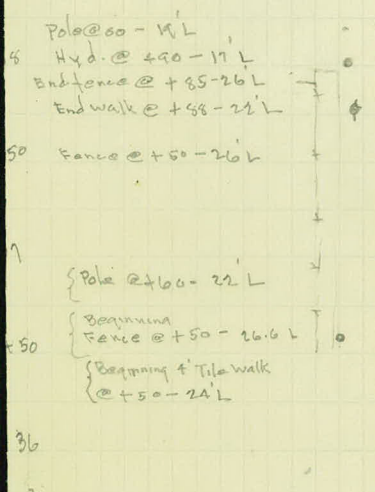 Pole @ 60 - 19' L
8 Hyd. @ +90 - 17' L
End fence @ + 85 - 26' L
End walk @ + 88 - 22' L
50 Fence @ + 50 - 26' L
7
Pole @ +60 - 22' L
Beginning
+50 Fence @ +50 - 26.6 L
Beginning 4' Tile Walk
@ +50 - 24' L
36